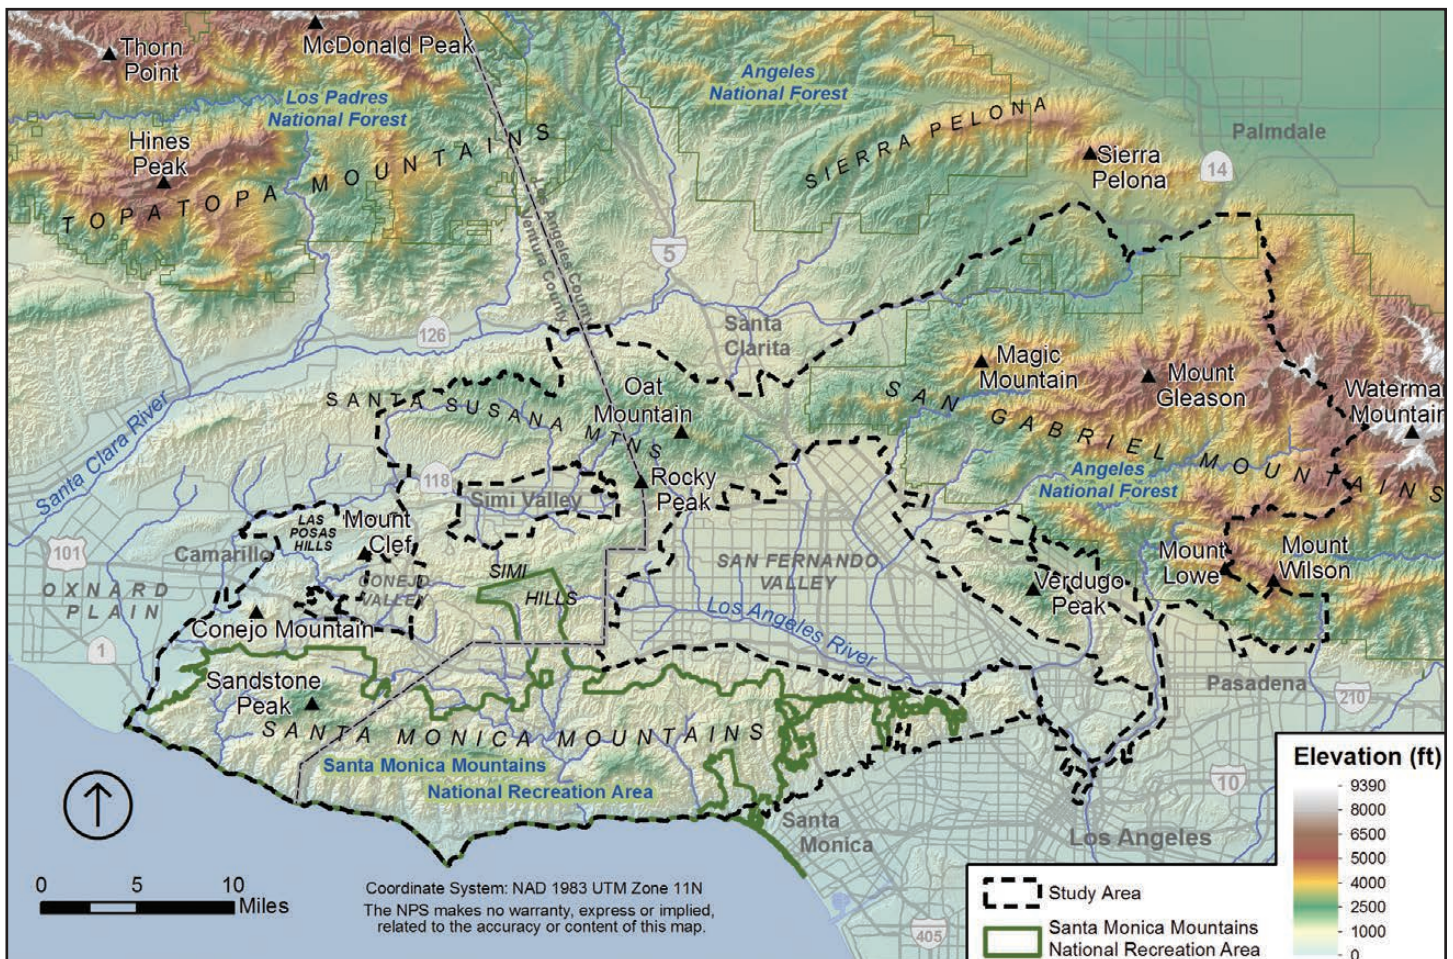 Thorn
Point
McDonald Peak
Los Padres
National Forest
Angeles
National Forest
Hines
Peak
TOPATOPA MOUNTAINS
SIERRA PELONA
Sierra
Pelona
Palmdale
14
Los Angeles County
Ventura County
5
126
Santa
Clarita
Magic
Mountain
Mount
Gleason
Waterman
Mountain
Santa Clara River
SANTA SUSANA MTNS
Oat
Mountain
SAN GABRIEL MOUNTAINS
Angeles
National Forest
118
Simi Valley
Rocky
Peak
101
Camarillo
LAS
POSAS
HILLS
Mount
Clef
CONEJO
VALLEY
SIMI
HILLS
SAN FERNANDO
VALLEY
Mount
Lowe
Mount
Wilson
Verdugo
Peak
OXNARD
PLAIN
Conejo Mountain
1
Los Angeles River
Sandstone
Peak
SANTA MONICA MOUNTAINS
Santa Monica Mountains
National Recreation Area
Pasadena
210
Santa
Monica
10
Los Angeles
405
0 5 10
Miles
Coordinate System: NAD 1983 UTM Zone 11N
The NPS makes no warranty, express or implied,
related to the accuracy or content of this map.
Elevation (ft)
9390
8000
6500
5000
4000
2500
1000
0
Study Area
Santa Monica Mountains
National Recreation Area